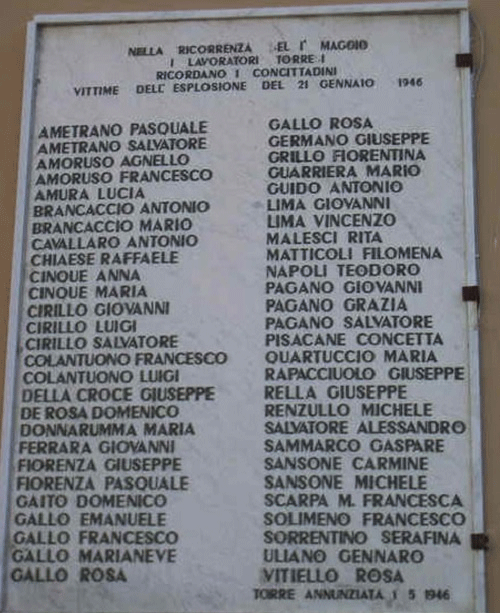 NELLA RICORRENZA DEL 1° MAGGIO
I LAVORATORI
RICORDANO I CONCITTADINI
VITTIME DELL'ESPLOSIONE DEL 21 GENNAIO 1946
AMETRANO PASQUALE
AMETRANO SALVATORE
AMORUSO AGNELLO
AMORUSO FRANCESCO
AMURA LUCIA
BRANCACCIO ANTONIO
BRANCACCIO MARIO
CAVALLARO ANTONIO
CHIAESE RAFFAELE
CINQUE ANNA
CINQUE MARIA
CIRILLO GIOVANNI
CIRILLO LUIGI
CIRILLO SALVATORE
COLANTUONO FRANCESCO
COLANTUONO LUIGI
DELLA CROCE GIUSEPPE
DE ROSA DOMENICO
DONNARUMMA MARIA
FERRARA GIOVANNI
FIORENZA GIUSEPPE
FIORENZA PASQUALE
GAITO DOMENICO
GALLO EMANUELE
GALLO FRANCESCO
GALLO MARIANEVE
GALLO ROSA
GALLO ROSA
GERMANO GIUSEPPE
GRILLO FIORENTINA
GUARRIERA MARIO
GUIDO ANTONIO
LIMA GIOVANNI
LIMA VINCENZO
MALESCI RITA
MATTICOLI FILOMENA
NAPOLI TEODORO
PAGANO GIOVANNI
PAGANO GRAZIA
PAGANO SALVATORE
PISACANE CONCETTA
QUARTUCCIO MARIA
RAPACCIUOLO GIUSEPPE
RELLA GIUSEPPE
RENZULLO MICHELE
SALVATORE ALESSANDRO
SAMMARCO GASPARE
SANSONE CARMINE
SANSONE MICHELE
SCARPA M. FRANCESCA
SOLIMENO FRANCESCO
SORRENTINO SERAFINA
ULIANO GENNARO
VITIELLO ROSA
TORRE ANNUNZIATA 1 5 1946